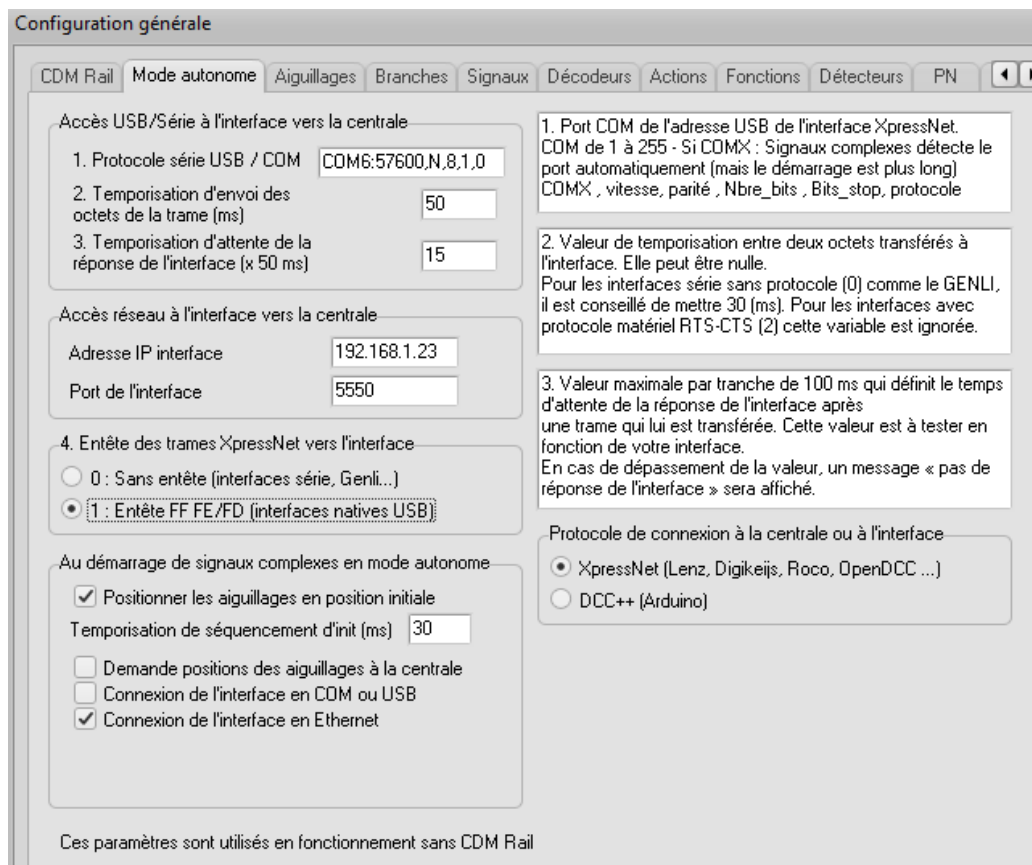 Configuration générale
CDM Rail Mode autonome Aiguillages Branches Signaux Décodeurs Actions Fonctions Détecteurs PN
Accès USB/Série à l'interface vers la centrale
1. Protocole série USB / COM COM6:57600,N,8,1,0
2. Temporisation d'envoi des
octets de la trame (ms) 50
3. Temporisation d'attente de la
réponse de l'interface (x 50 ms) 15
Accès réseau à l'interface vers la centrale
Adresse IP interface 192.168.1.23
Port de l'interface 5550
4. Entête des trames XpressNet vers l'interface
0 : Sans entête (interfaces série, Genli...)
1 : Entête FF FE/FD (interfaces natives USB)
Au démarrage de signaux complexes en mode autonome
Positionner les aiguillages en position initiale
Temporisation de séquencement d'init (ms) 30
Demande positions des aiguillages à la centrale
Connexion de l'interface en COM ou USB
Connexion de l'interface en Ethernet
1. Port COM de l'adresse USB de l'interface XpressNet.
COM de 1 à 255 - Si COMX : Signaux complexes détecte le
port automatiquement (mais le démarrage est plus long)
COMX , vitesse, parité , Nbre_bits , Bits_stop, protocole
2. Valeur de temporisation entre deux octets transférés à
l'interface. Elle peut être nulle.
Pour les interfaces série sans protocole (0) comme le GENLI,
il est conseillé de mettre 30 (ms). Pour les interfaces avec
protocole matériel RTS-CTS (2) cette variable est ignorée.
3. Valeur maximale par tranche de 100 ms qui définit le temps
d'attente de la réponse de l'interface après
une trame qui lui est transférée. Cette valeur est à tester en
fonction de votre interface.
En cas de dépassement de la valeur, un message « pas de
réponse de l'interface » sera affiché.
Protocole de connexion à la centrale ou à l'interface
XpressNet (Lenz, Digikeijs, Roco, OpenDCC ...)
DCC++ (Arduino)
Ces paramètres sont utilisés en fonctionnement sans CDM Rail